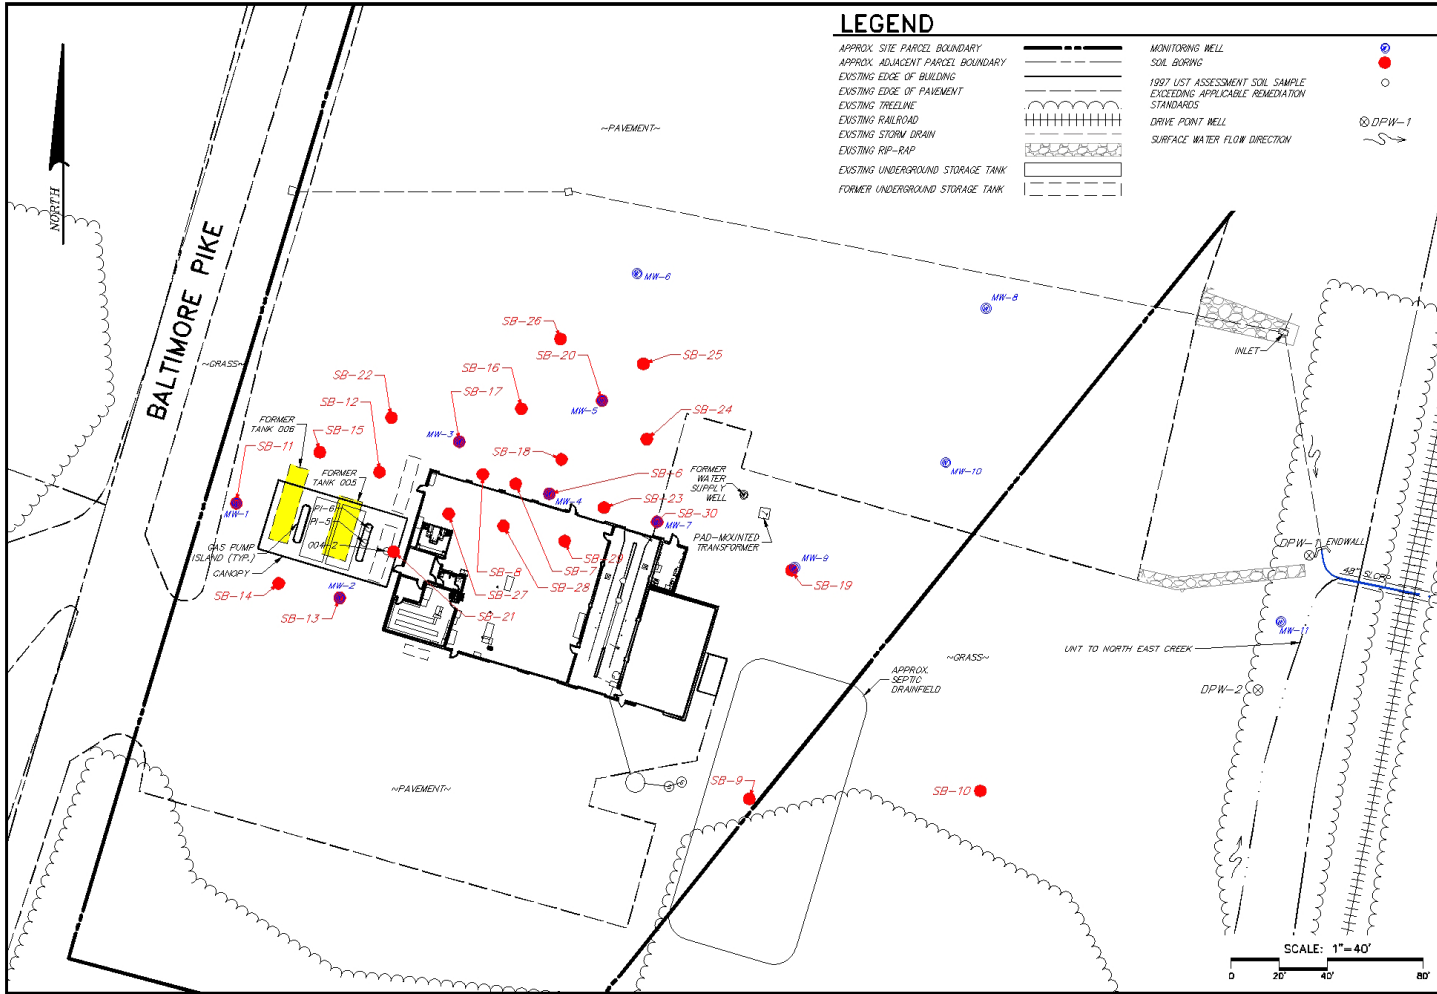 LEGEND
APPROX. SITE PARCEL BOUNDARY
APPROX. ADJACENT PARCEL BOUNDARY
EXISTING EDGE OF BUILDING
EXISTING EDGE OF PAVEMENT
EXISTING TREELINE
EXISTING RAILROAD
EXISTING STORM DRAIN
EXISTING RIP-RAP
EXISTING UNDERGROUND STORAGE TANK
FORMER UNDERGROUND STORAGE TANK
MONITORING WELL
SOIL BORING
1997 UST ASSESSMENT SOIL SAMPLE
EXCEEDING APPLICABLE REMEDIATION
STANDARDS
DRIVE POINT WELL
DPW-1
SURFACE WATER FLOW DIRECTION
NORTH
~PAVEMENT~
BALTIMORE PIKE
~GRASS~
MW-6
MW-8
SB-26
SB-20
SB-25
INLET
SB-16
SB-22
SB-17
SB-12
MW-5
SB-24
FORMER
TANK 006
SB-15
MW-3
SB-11
SB-18
MW-10
FORMER
TANK 005
SB-6
FORMER
WATER
SUPPLY
WELL
MW-4
SB-23
PI-6
MW-1
PI-5
SB-30
MW-7
PAD-MOUNTED
TRANSFORMER
004-2
GAS PUMP
ISLAND (TYP.)
CANOPY
DPW-1
ENDWALL
SB-29
SB-7
SB-8
MW-9
SB-19
48" SLCPP
SB-14
MW-2
SB-28
SB-27
SB-13
SB-21
MW-11
UNT TO NORTH EAST CREEK
~GRASS~
APPROX.
SEPTIC
DRAINFIELD
DPW-2
SB-9
SB-10
~PAVEMENT~
SCALE: 1"=40'
0 20' 40' 80'